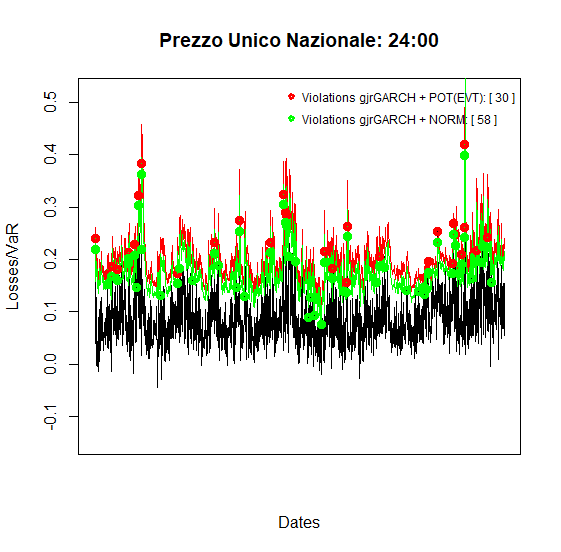 Prezzo Unico Nazionale: 24:00
Violations gjrGARCH + POT(EVT): [ 30 ]
Violations gjrGARCH + NORM: [ 58 ]
0.5
0.4
0.3
0.2
0.1
0.0
-0.1
Losses/VaR
Dates